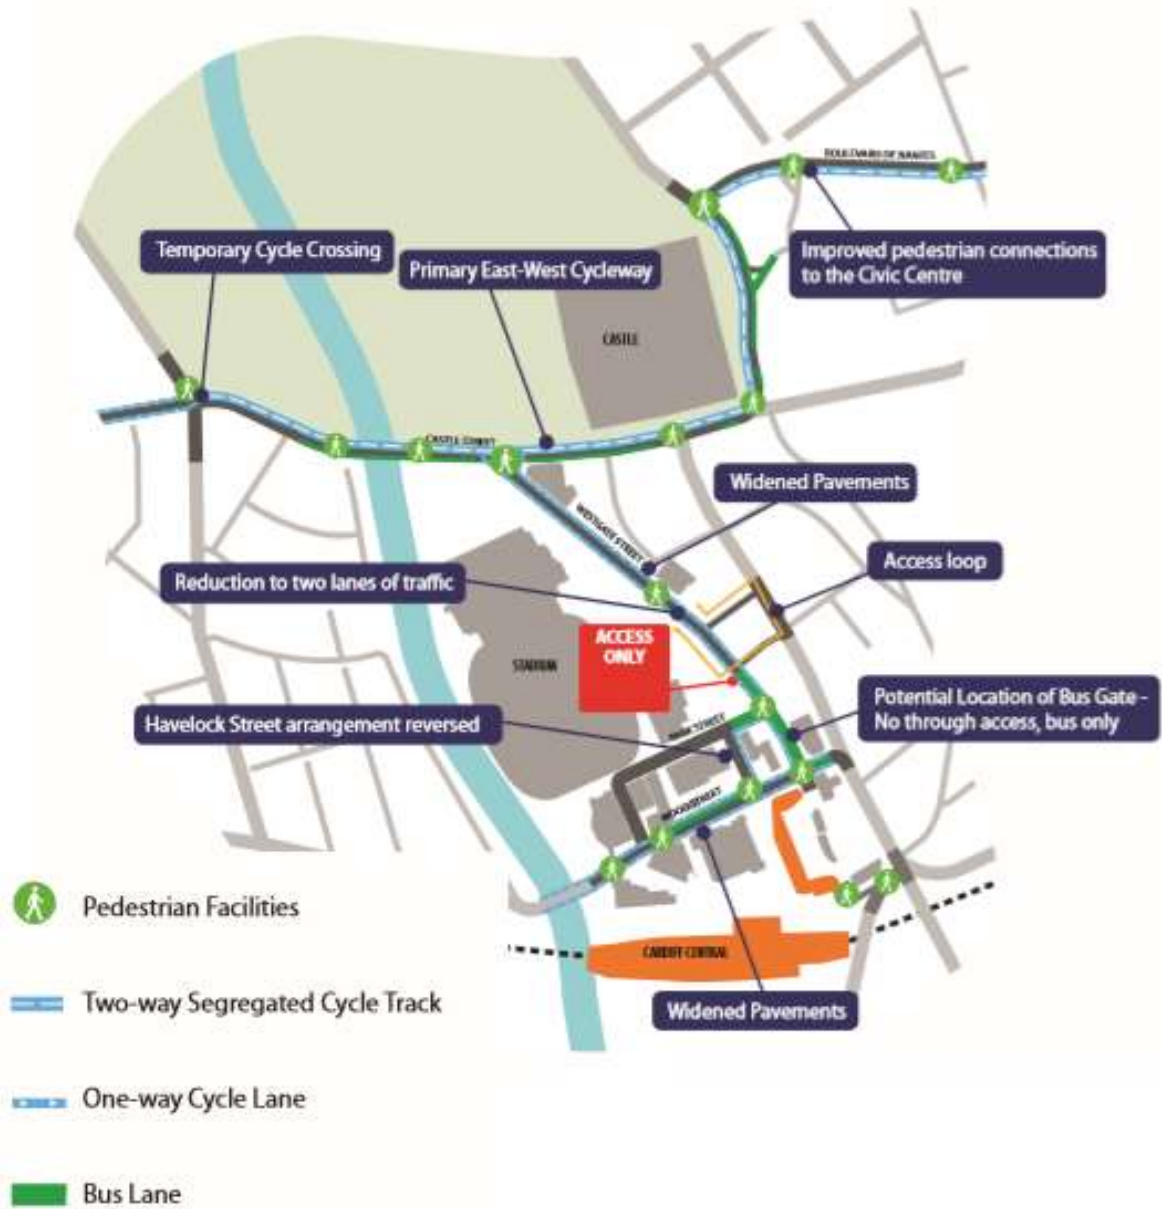 BOULEVARD OF NANTES
Temporary Cycle Crossing
Primary East-West Cycleway
Improved pedestrian connections
to the Civic Centre
CASTLE
CASTLE STREET
Widened Pavements
WESTGATE STREET
Access loop
Reduction to two lanes of traffic
ACCESS
ONLY
STADIUM
Potential Location of Bus Gate -
No through access, bus only
Havelock Street arrangement reversed
PARK STREET
WOOD STREET
Pedestrian Facilities
CARDIFF CENTRAL
Two-way Segregated Cycle Track
Widened Pavements
One-way Cycle Lane
Bus Lane